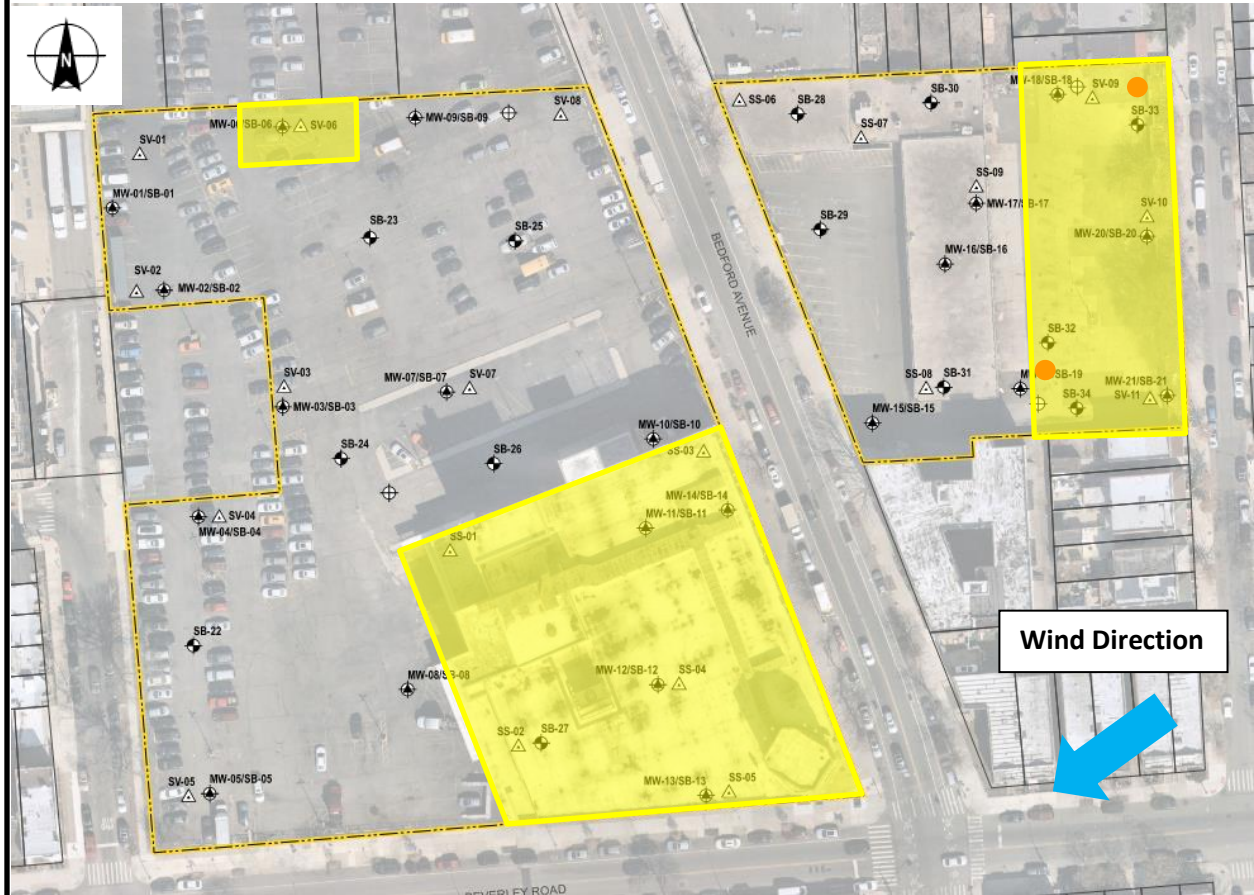 N
SV-08
SS-06
SB-28
SB-30
MW-18/SB-18
SV-09
MW-06/SB-06
SV-06
MW-09/SB-09
SB-33
SS-07
SV-01
MW-01/SB-01
SS-09
MW-17/SB-17
SV-10
SB-23
SB-25
SB-29
MW-20/SB-20
BEDFORD AVENUE
MW-16/SB-16
SV-02
MW-02/SB-02
SB-32
SV-03
MW-07/SB-07
SV-07
SS-08
SB-31
SB-19
MW-21/SB-21
SV-11
SB-34
MW-03/SB-03
MW-15/SB-15
MW-10/SB-10
SB-24
SB-26
SS-03
MW-14/SB-14
SV-04
MW-11/SB-11
MW-04/SB-04
SS-01
SB-22
Wind Direction
MW-12/SB-12
SS-04
MW-08/SB-08
SS-02
SB-27
SV-05
MW-05/SB-05
MW-13/SB-13
SS-05
BEVERLEY ROAD